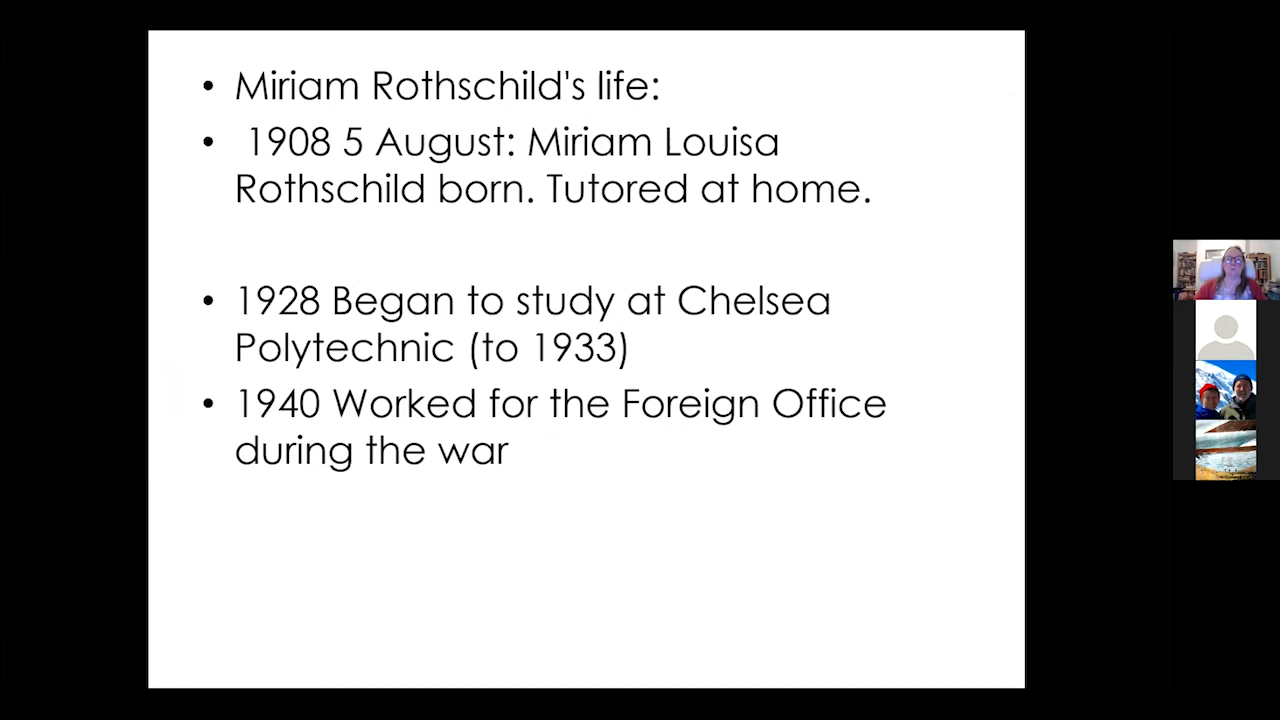 • Miriam Rothschild's life:
• 1908 5 August: Miriam Louisa
Rothschild born. Tutored at home.
• 1928 Began to study at Chelsea
Polytechnic (to 1933)
• 1940 Worked for the Foreign Office
during the war